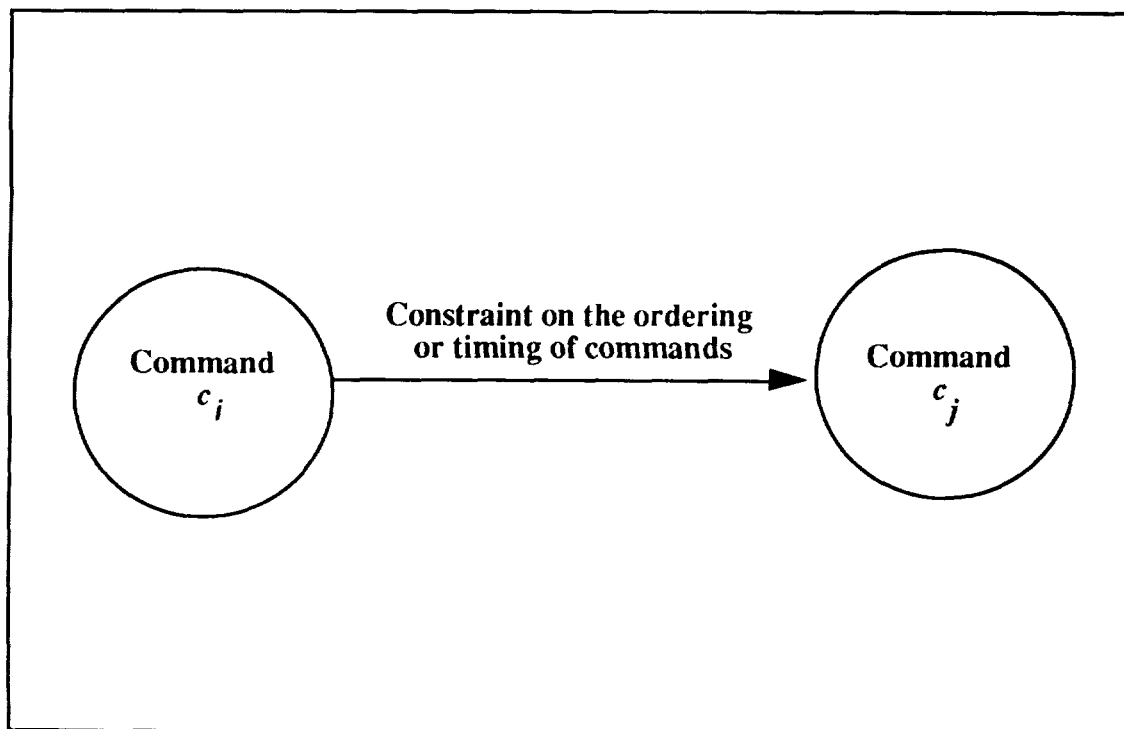 Constraint on the ordering
or timing of commands
Command
c_i
Command
c_j